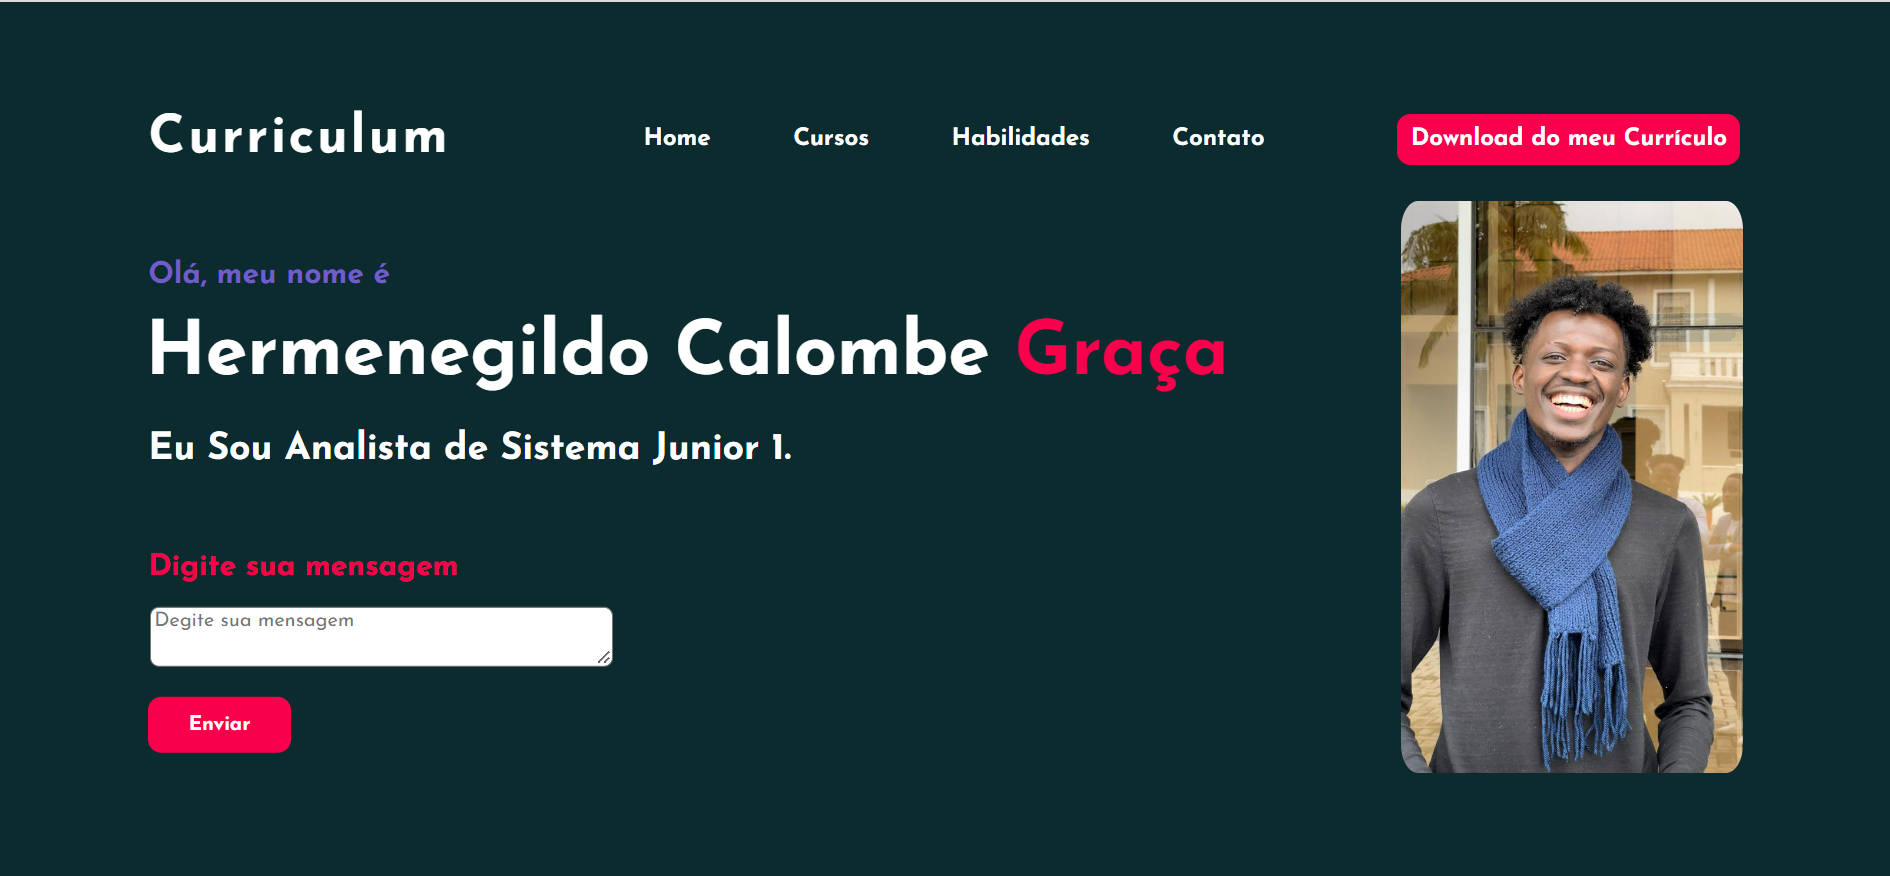 Curriculum
Home
Cursos
Habilidades
Contato
Download do meu Currículo
Olá, meu nome é
Hermenegildo Calombe Graça
Eu Sou Analista de Sistema Junior 1.
Digite sua mensagem
Degite sua mensagem
Enviar